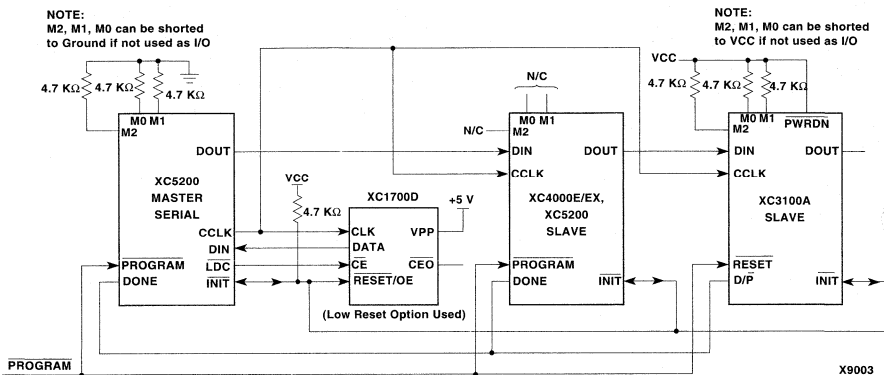 NOTE:
M2, M1, M0 can be shorted
to Ground if not used as I/O
NOTE:
M2, M1, M0 can be shorted
to VCC if not used as I/O
VCC
N/C
4.7 KΩ
4.7 KΩ
4.7 KΩ
4.7 KΩ
4.7 KΩ
4.7 KΩ
M0 M1
M2
DOUT
XC5200
MASTER
SERIAL
CCLK
DIN
PROGRAM
LDC
DONE
INIT
VCC
4.7 KΩ
XC1700D
+5 V
CLK
VPP
DATA
CE
CEO
RESET/OE
(Low Reset Option Used)
N/C
M0 M1
M2
DIN
DOUT
CCLK
XC4000E/EX,
XC5200
SLAVE
PROGRAM
DONE
INIT
M0 M1
PWRDN
M2
DIN
DOUT
CCLK
XC3100A
SLAVE
RESET
D/P
INIT
PROGRAM
X9003